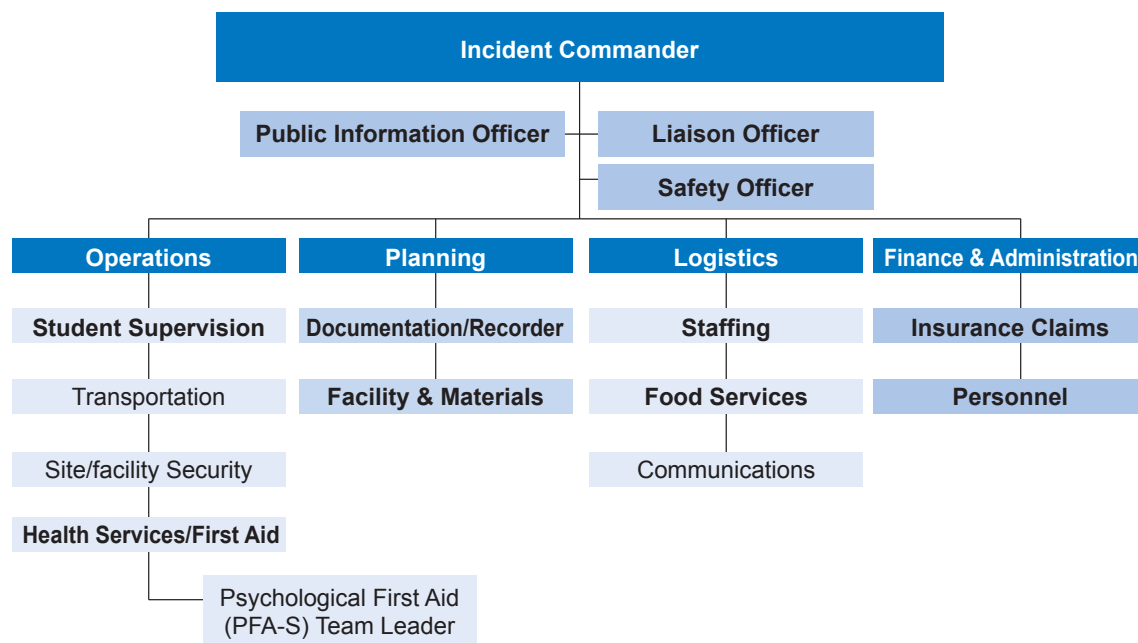 Incident Commander
Public Information Officer
Liaison Officer
Safety Officer
Operations
Planning
Logistics
Finance & Administration
Student Supervision
Documentation/Recorder
Staffing
Insurance Claims
Transportation
Facility & Materials
Food Services
Personnel
Site/facility Security
Communications
Health Services/First Aid
Psychological First Aid
(PFA-S) Team Leader